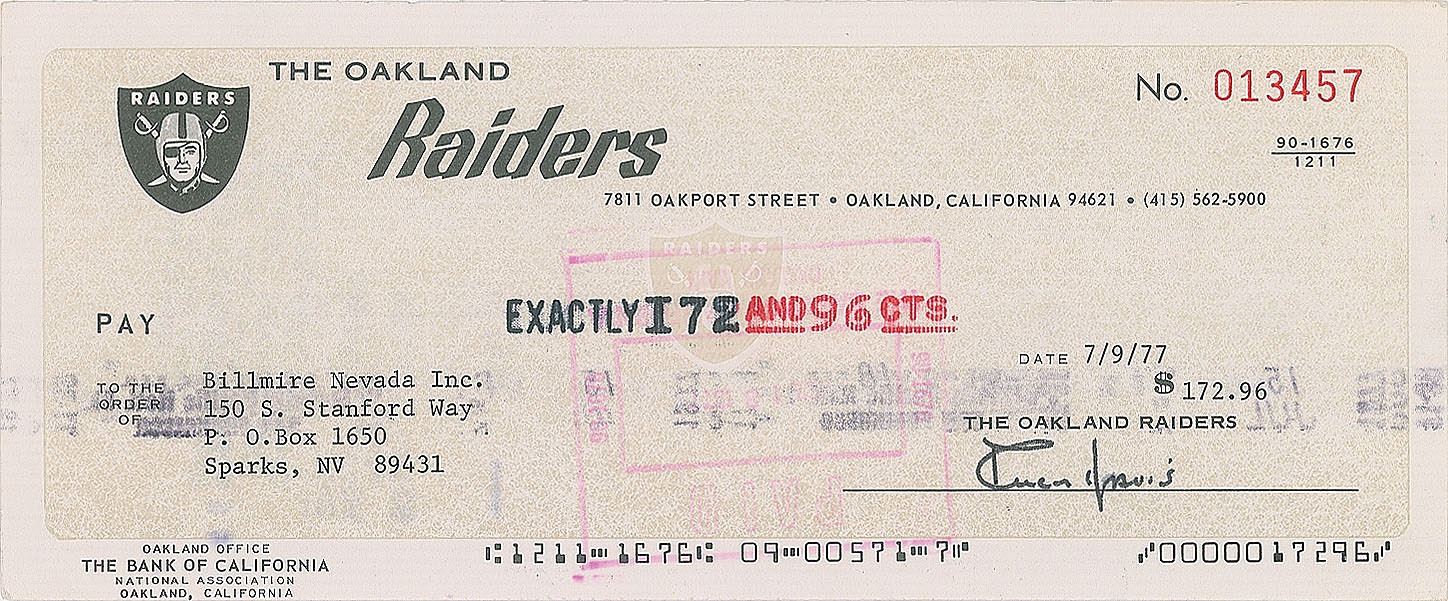 THE OAKLAND
RAIDERS
Raiders
No. 013457
90-1676
1211
7811 OAKPORT STREET • OAKLAND, CALIFORNIA 94621 • (415) 562-5900
RAIDERS
PAY
EXACTLY 172 AND 96 CTS.
DATE 7/9/77
TO THE
ORDER
OF
Billmire Nevada Inc.
150 S. Stanford Way
P. O.Box 1650
Sparks, NV 89431
$ 172.96
THE OAKLAND RAIDERS
OAKLAND OFFICE
THE BANK OF CALIFORNIA
NATIONAL ASSOCIATION
OAKLAND, CALIFORNIA
⑆1211⑉1676⑆ 09⑉00571⑉7⑈
⑈0000017296⑈